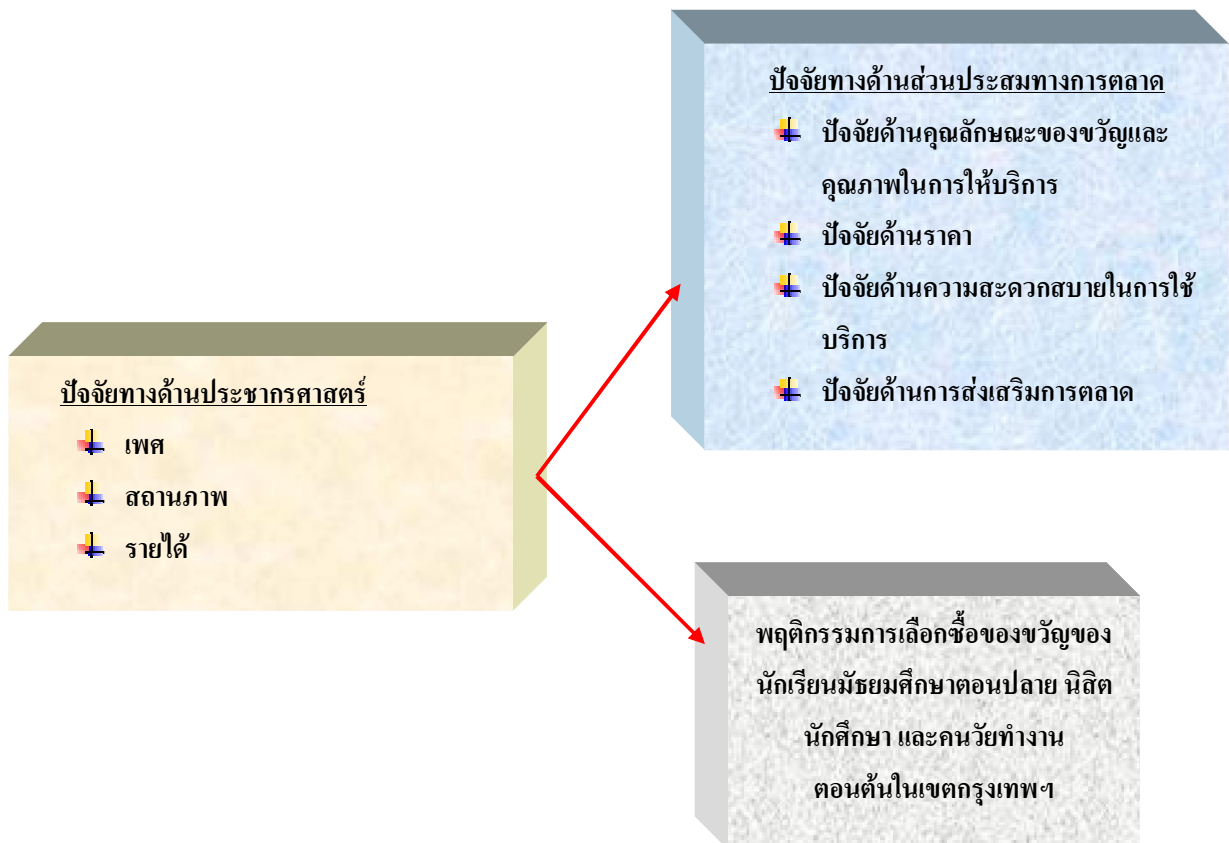 ปัจจัยทางด้านส่วนประสมทางการตลาด
ปัจจัยด้านคุณลักษณะของขวัญและ
คุณภาพในการให้บริการ
ปัจจัยด้านราคา
ปัจจัยด้านความสะดวกสบายในการใช้
บริการ
ปัจจัยด้านการส่งเสริมการตลาด
ปัจจัยทางด้านประชากรศาสตร์
เพศ
สถานภาพ
รายได้
พฤติกรรมการเลือกซื้อของขวัญของ
นักเรียนมัธยมศึกษาตอนปลาย นิสิต
นักศึกษา และคนวัยทำงาน
ตอนต้นในเขตกรุงเทพฯ